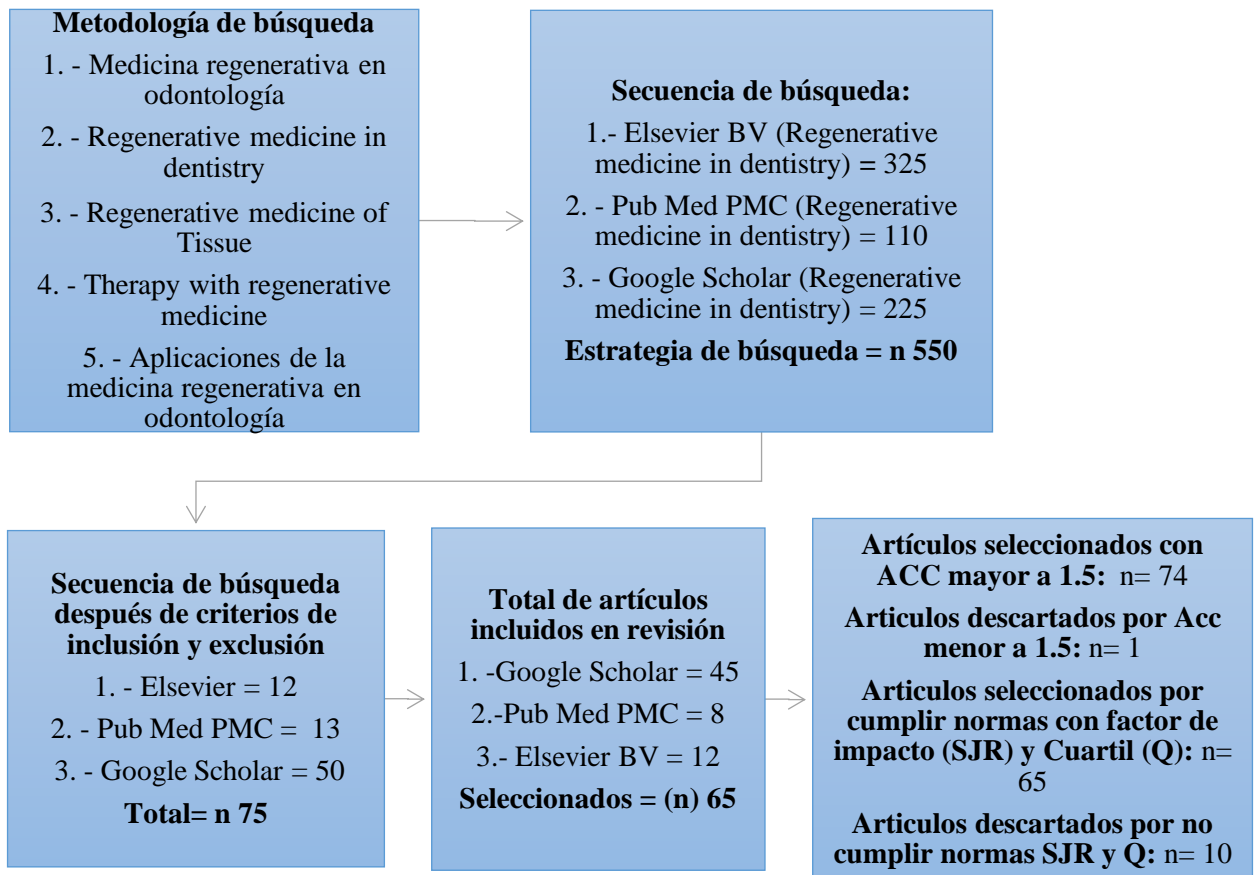 Metodología de búsqueda
1. - Medicina regenerativa en
odontología
2. - Regenerative medicine in
dentistry
3. - Regenerative medicine of
Tissue
4. - Therapy with regenerative
medicine
5. - Aplicaciones de la
medicina regenerativa en
odontología
Secuencia de búsqueda:
1.- Elsevier BV (Regenerative
medicine in dentistry) = 325
2. - Pub Med PMC (Regenerative
medicine in dentistry) = 110
3. - Google Scholar (Regenerative
medicine in dentistry) = 225
Estrategia de búsqueda = n 550
Secuencia de búsqueda
después de criterios de
inclusión y exclusión
1. - Elsevier = 12
2. - Pub Med PMC = 13
3. - Google Scholar = 50
Total= n 75
Total de artículos
incluidos en revisión
1. -Google Scholar = 45
2.-Pub Med PMC = 8
3.- Elsevier BV = 12
Seleccionados = (n) 65
Artículos seleccionados con
ACC mayor a 1.5: n= 74
Articulos descartados por Acc
menor a 1.5: n= 1
Articulos seleccionados por
cumplir normas con factor de
impacto (SJR) y Cuartil (Q): n=
65
Articulos descartados por no
cumplir normas SJR y Q: n= 10